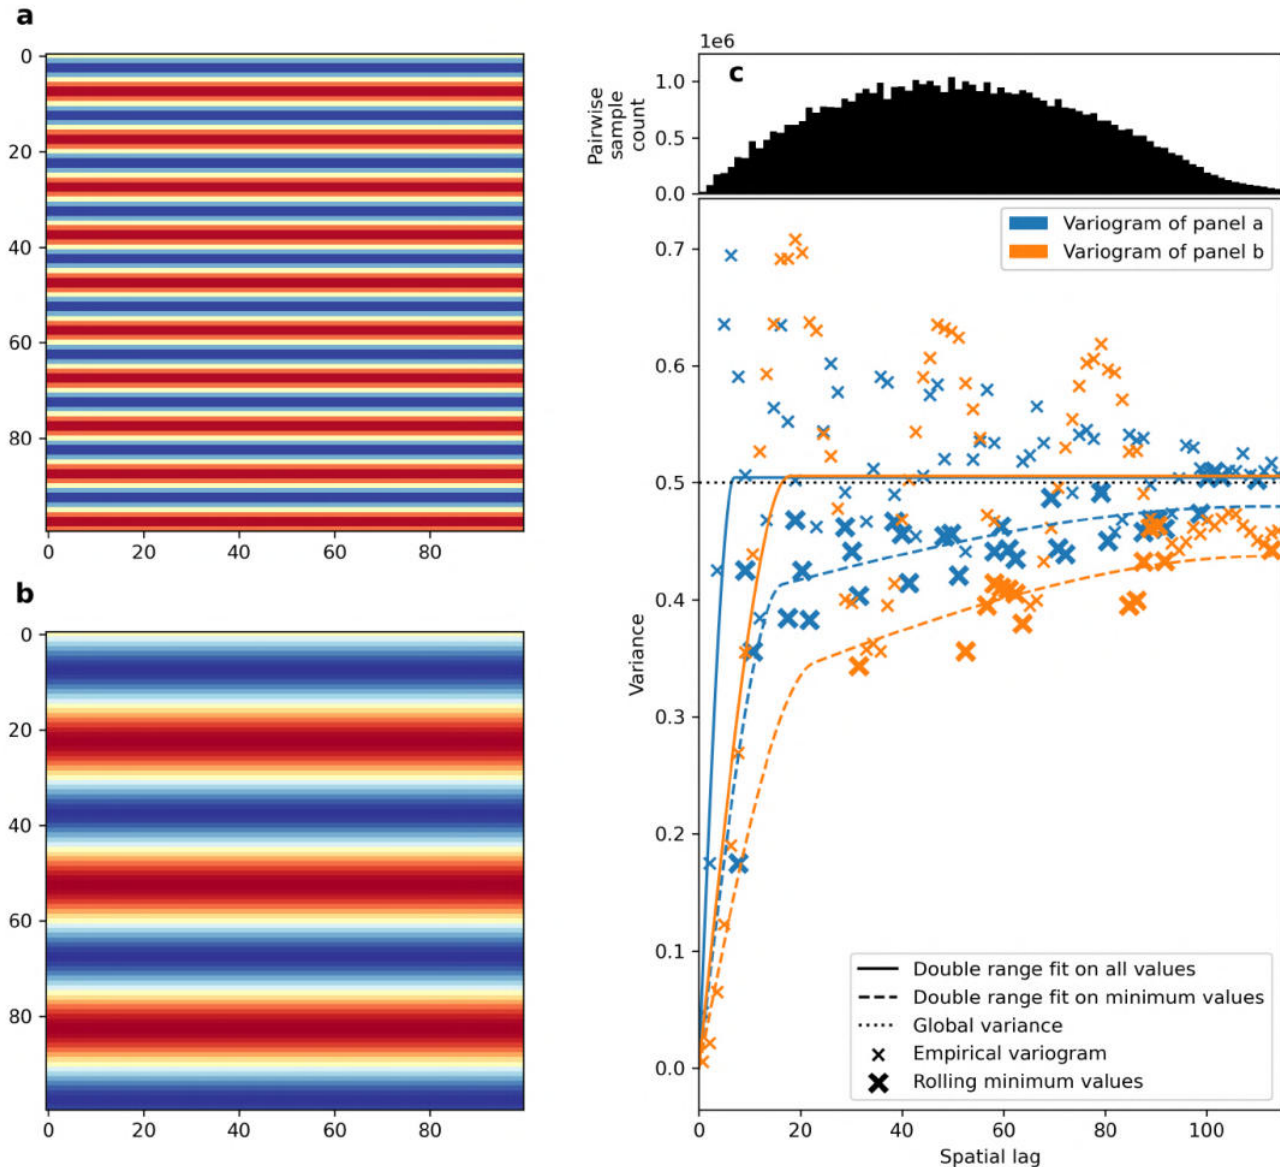 a
0
20
40
60
80
0 20 40 60 80
b
0
20
40
60
80
0 20 40 60 80
1e6
c
Pairwise
sample
count
1.0
0.5
0.0
Variogram of panel a
Variogram of panel b
Variance
0.7
0.6
0.5
0.4
0.3
0.2
0.1
0.0
Double range fit on all values
Double range fit on minimum values
Global variance
Empirical variogram
Rolling minimum values
0 20 40 60 80 100
Spatial lag